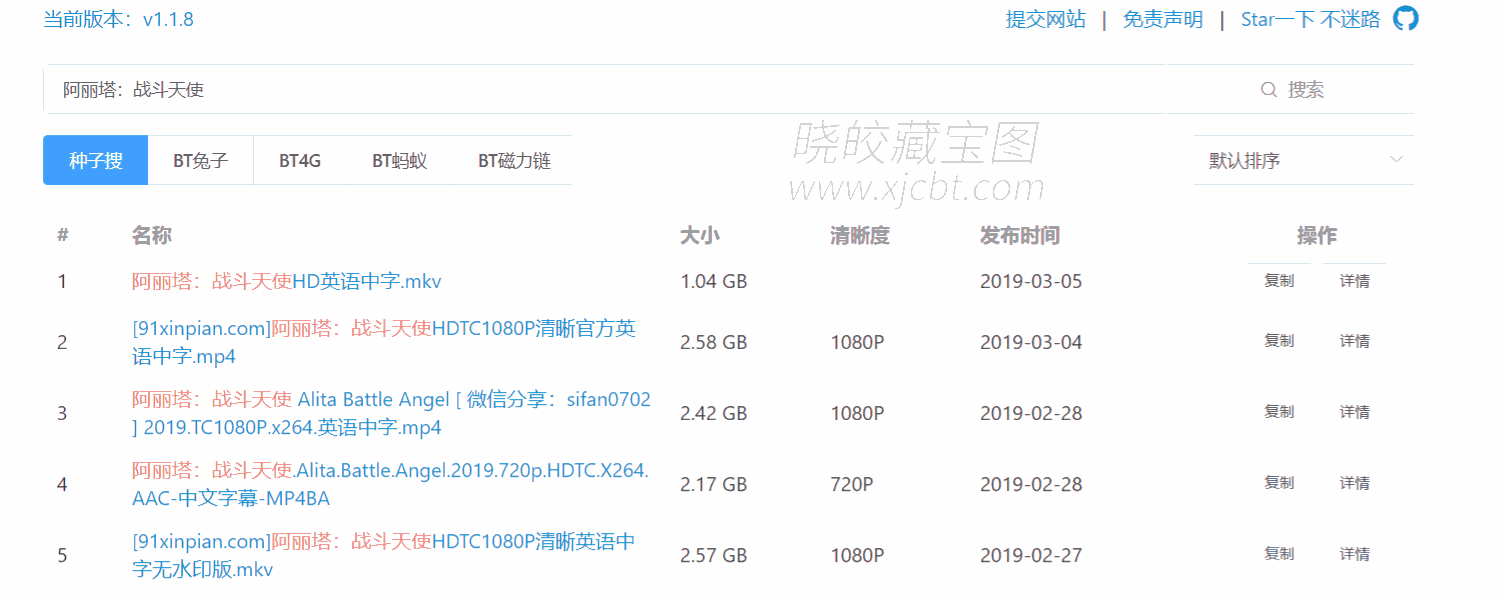 当前版本：v1.1.8
提交网站 | 免责声明 | Star一下 不迷路
阿丽塔：战斗天使
搜索
种子搜 BT兔子 BT4G BT蚂蚁 BT磁力链
默认排序
晓皎藏宝图
www.xjcbt.com
# 名称 大小 清晰度 发布时间 操作
1 阿丽塔：战斗天使HD英语中字.mkv 1.04 GB 2019-03-05 复制 详情
[91xinpian.com]阿丽塔：战斗天使HDTC1080P清晰官方英
2 2.58 GB 1080P 2019-03-04 复制 详情
语中字.mp4
阿丽塔：战斗天使 Alita Battle Angel [ 微信分享：sifan0702
3 2.42 GB 1080P 2019-02-28 复制 详情
] 2019.TC1080P.x264.英语中字.mp4
阿丽塔：战斗天使.Alita.Battle.Angel.2019.720p.HDTC.X264.
4 2.17 GB 720P 2019-02-28 复制 详情
AAC-中文字幕-MP4BA
[91xinpian.com]阿丽塔：战斗天使HDTC1080P清晰英语中
5 2.57 GB 1080P 2019-02-27 复制 详情
字无水印版.mkv